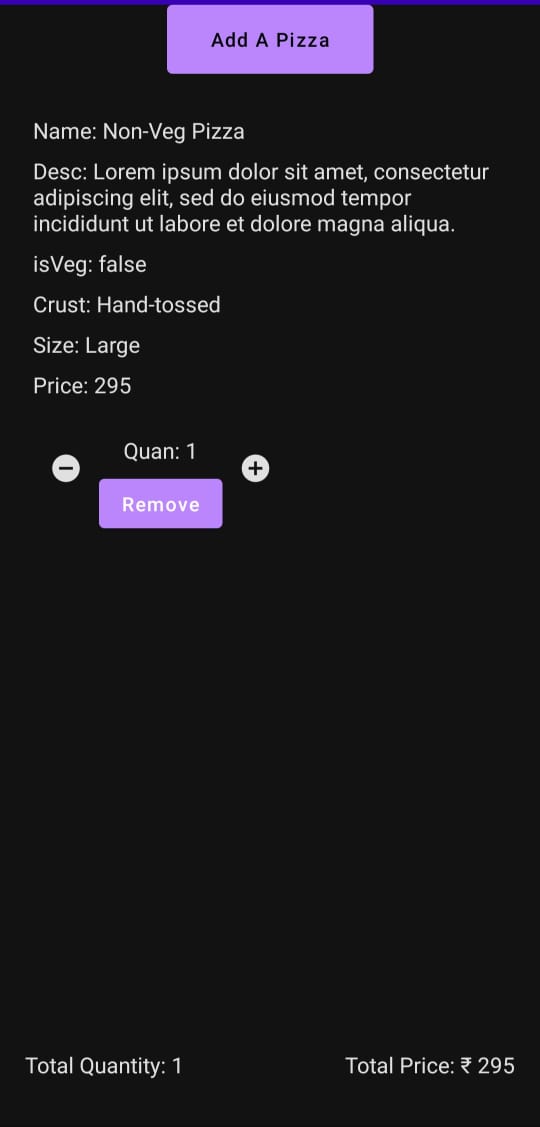 Add A Pizza
Name: Non-Veg Pizza
Desc: Lorem ipsum dolor sit amet, consectetur
adipiscing elit, sed do eiusmod tempor
incididunt ut labore et dolore magna aliqua.
isVeg: false
Crust: Hand-tossed
Size: Large
Price: 295
Quan: 1
Remove
Total Quantity: 1
Total Price: ₹ 295